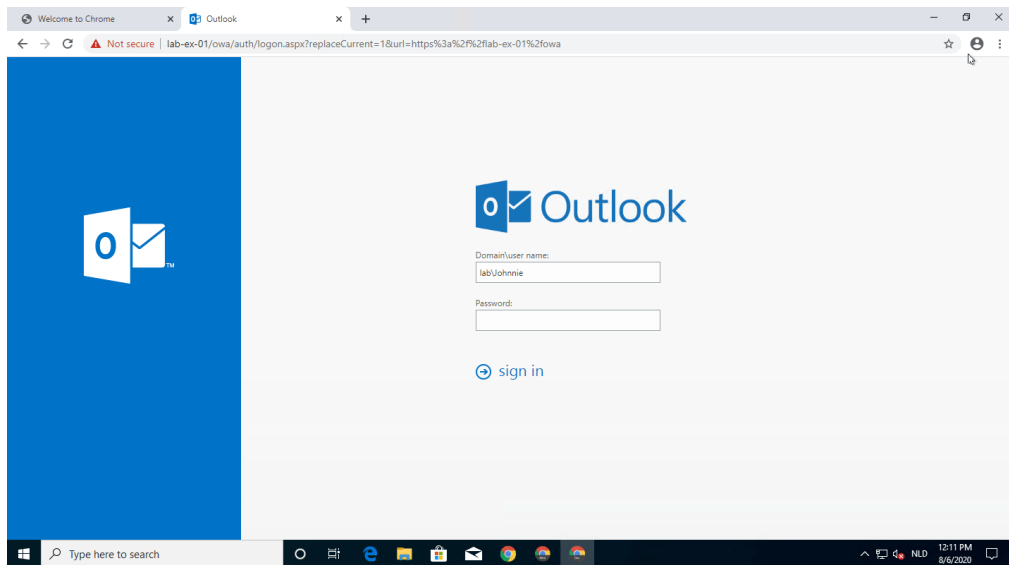 Welcome to Chrome
Outlook
Not secure | lab-ex-01/owa/auth/logon.aspx?replaceCurrent=1&url=https%3a%2f%2flab-ex-01%2fowa
O
TM
O Outlook
Domain\user name:
lab\Johnnie
Password:
sign in
Type here to search
NLD
12:11 PM
8/6/2020